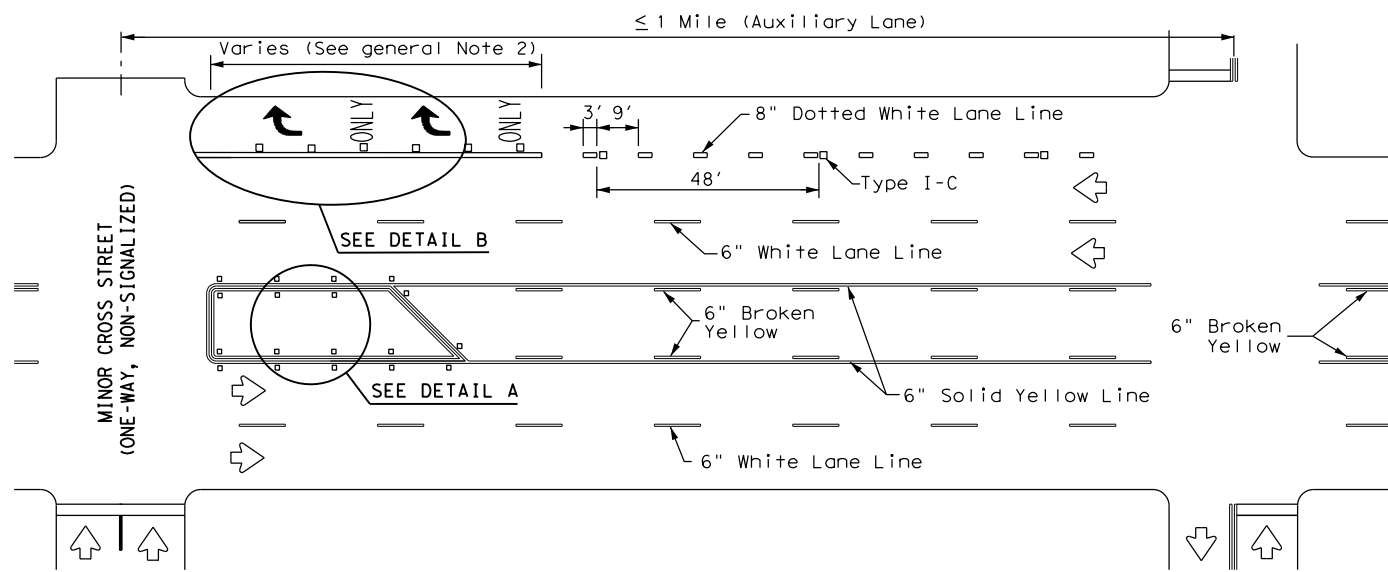 ≤ 1 Mile (Auxiliary Lane)
Varies (See general Note 2)
ONLY
ONLY
3' 9'
8" Dotted White Lane Line
48'
Type I-C
SEE DETAIL B
6" White Lane Line
MINOR CROSS STREET
(ONE-WAY, NON-SIGNALIZED)
6" Broken
Yellow
6" Broken
Yellow
SEE DETAIL A
6" Solid Yellow Line
6" White Lane Line